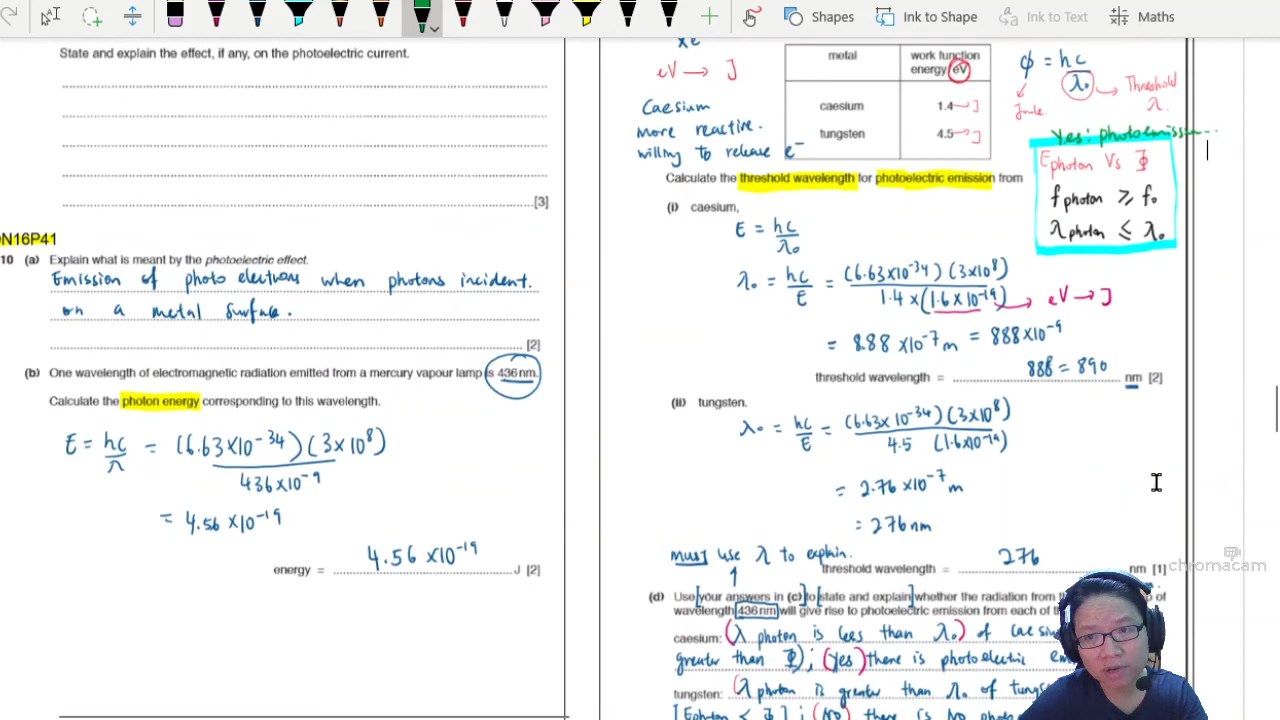 Shapes
Ink to Shape
Ink to Text
Maths
State and explain the effect, if any, on the photoelectric current.
[3]
N16P41
10 (a) Explain what is meant by the photoelectric effect.
Emission of photo electrons when photons incident
on a metal surface.
[2]
(b) One wavelength of electromagnetic radiation emitted from a mercury vapour lamp is 436 nm.
Calculate the photon energy corresponding to this wavelength.
E = hc/λ = (6.63×10⁻³⁴)(3×10⁸)
436×10⁻⁹
= 4.56 ×10⁻¹⁹
4.56 ×10⁻¹⁹
energy = J [2]
xe
eV → J
Caesium
more reactive.
willing to release e⁻
metal
work function
energy / eV
caesium 1.4 → J
tungsten 4.5 → J
φ = hc/λ₀
Threshold
λ.
Joule.
Yes: photoemission...
Ephoton Vs Φ
fphoton ≥ f₀
λphoton ≤ λ₀
Calculate the threshold wavelength for photoelectric emission from
(i) caesium,
E = hc/λ₀
λ₀ = hc/E = (6.63×10⁻³⁴)(3×10⁸)
1.4 × (1.6 × 10⁻¹⁹) → eV → J
= 8.88 ×10⁻⁷ m = 888×10⁻⁹
888 = 890
threshold wavelength = nm [2]
(ii) tungsten.
λ₀ = hc/E = (6.63×10⁻³⁴)(3×10⁸)
4.5 (1.6×10⁻¹⁹)
= 2.76 ×10⁻⁷ m
= 276nm
must use λ to explain.
276
threshold wavelength = nm [1]
chromacam
(d) Use your answers in (c) to state and explain whether the radiation from of
wavelength 436 nm will give rise to photoelectric emission from each of
caesium: (λ photon is less than λ₀) of
greater than Φ); (yes) there is photoelectric
tungsten: (λ photon is greater than λ₀ of
[Ephoton < Φ]; (NO) there is NO